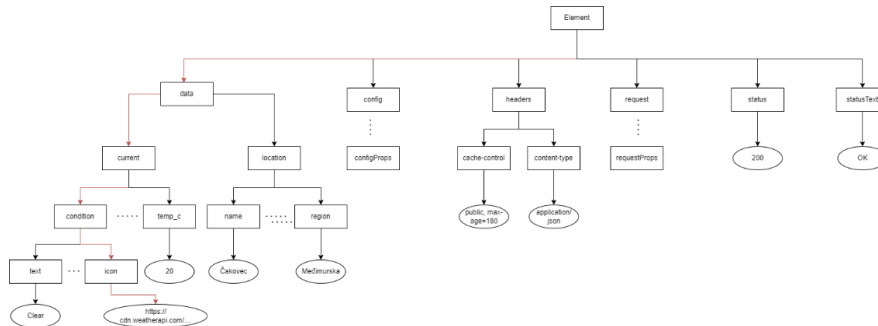 Element
data
config
headers
request
status
statusText
current
location
configProps
cache-control
content-type
requestProps
200
OK
condition
temp_c
name
region
public, max-
age=180
application/
json
text
icon
20
Čakovec
Međimurska
Clear
https://
cdn.weatherapi.com/...